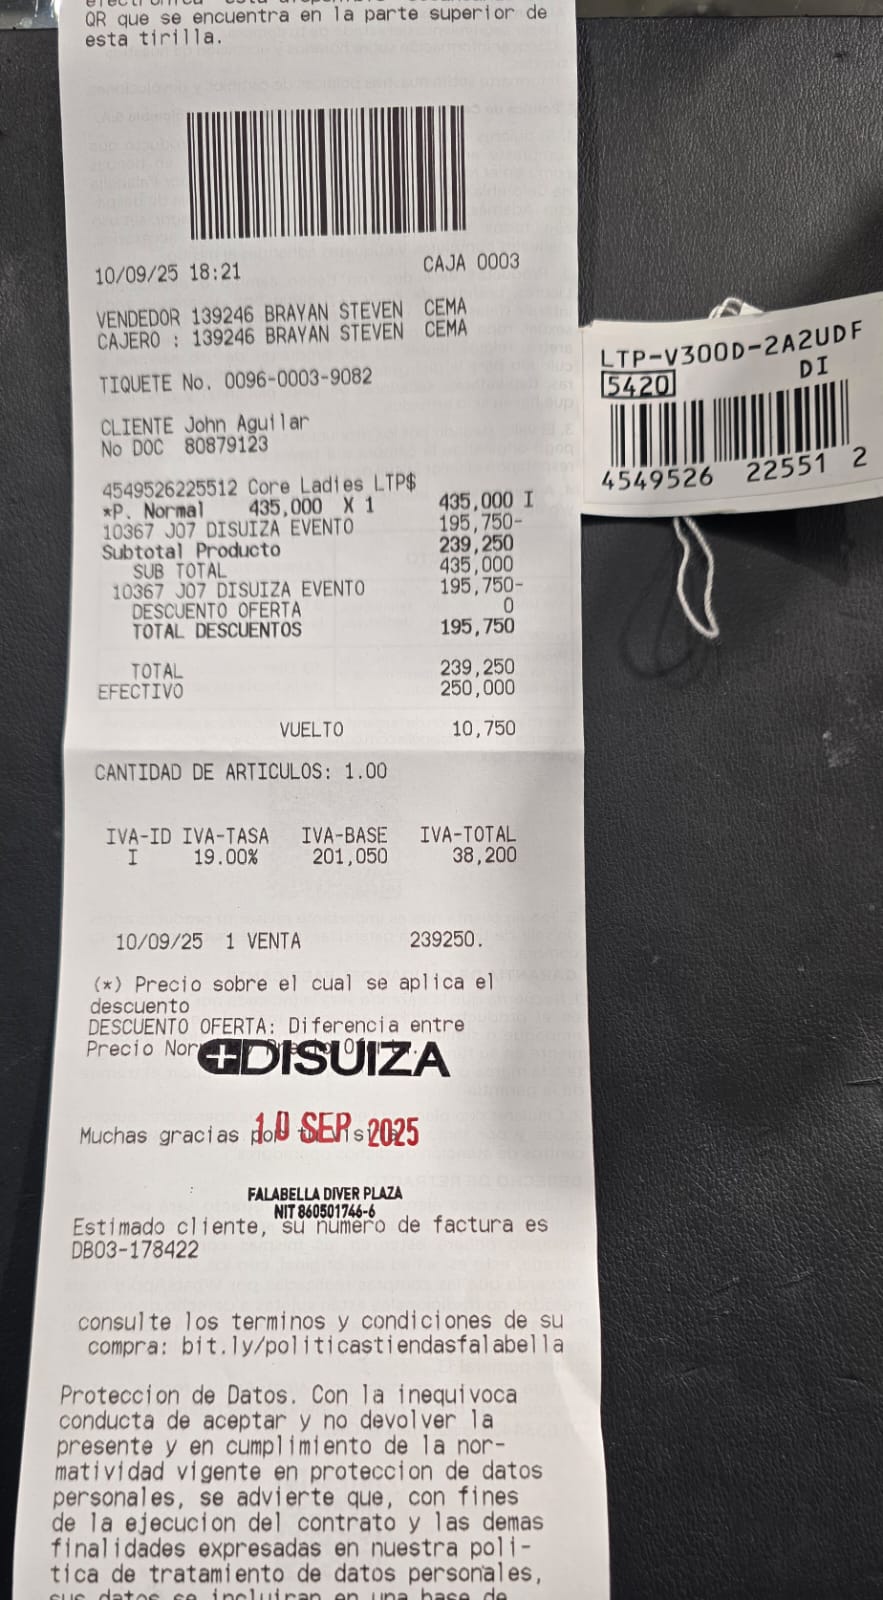 QR que se encuentra en la parte superior de
esta tirilla.
10/09/25 18:21 CAJA 0003
VENDEDOR 139246 BRAYAN STEVEN CEMA
CAJERO : 139246 BRAYAN STEVEN CEMA
TIQUETE No. 0096-0003-9082
CLIENTE John Aguilar
No DOC 80879123
4549526225512 Core Ladies LTP$
*P. Normal 435,000 X 1 435,000 I
10367 J07 DISUIZA EVENTO 195,750-
Subtotal Producto 239,250
SUB TOTAL 435,000
10367 J07 DISUIZA EVENTO 195,750-
DESCUENTO OFERTA 0
TOTAL DESCUENTOS 195,750
TOTAL 239,250
EFECTIVO 250,000
VUELTO 10,750
CANTIDAD DE ARTICULOS: 1.00
IVA-ID IVA-TASA IVA-BASE IVA-TOTAL
I 19.00% 201,050 38,200
10/09/25 1 VENTA 239250.
(*) Precio sobre el cual se aplica el
descuento
DESCUENTO OFERTA: Diferencia entre
Precio
DISUIZA
Muchas gracias
10 SEP 2025
FALABELLA DIVER PLAZA
NIT 860501746-6
Estimado cliente, su numero de factura es
DB03-178422
consulte los terminos y condiciones de su
compra: bit.ly/politicastiendasfalabella
Proteccion de Datos. Con la inequivoca
conducta de aceptar y no devolver la
presente y en cumplimiento de la nor-
matividad vigente en proteccion de datos
personales, se advierte que, con fines
de la ejecucion del contrato y las demas
finalidades expresadas en nuestra poli-
tica de tratamiento de datos personales,
sus datos se incluiran en una base de
LTP-V300D-2A2UDF
DI
5420
4549526 22551 2